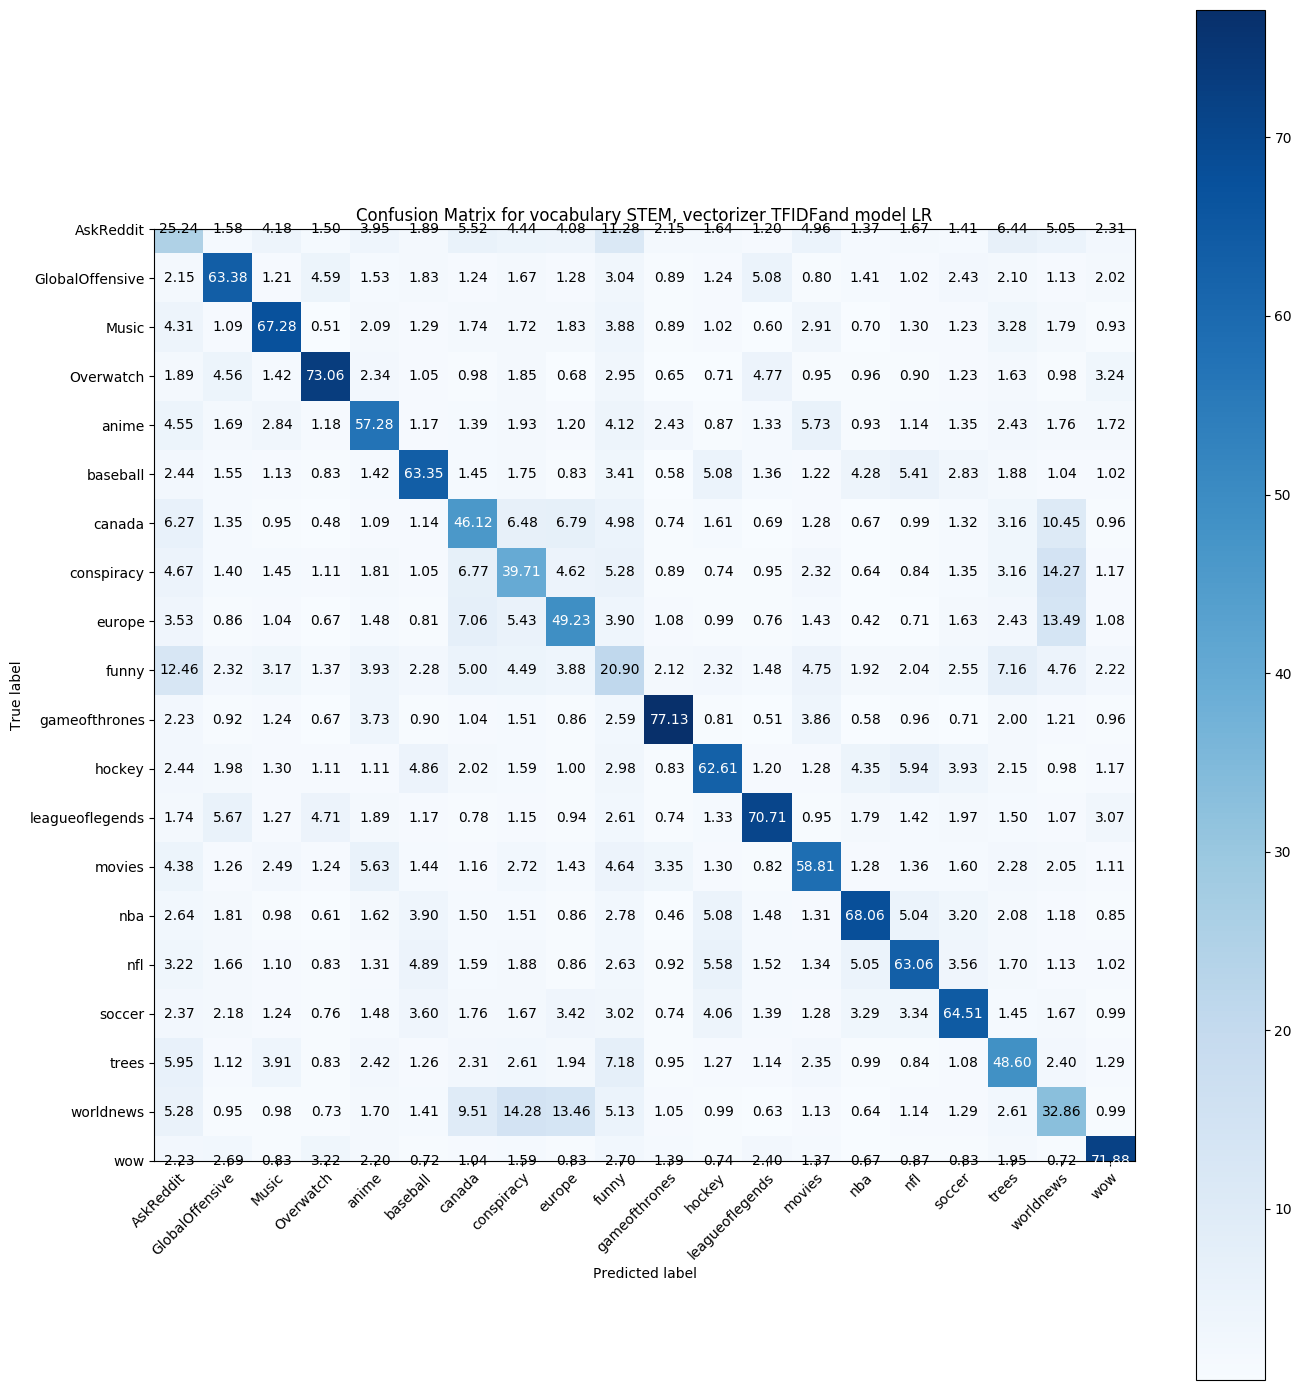 Confusion Matrix for vocabulary STEM, vectorizer TFIDFand model LR
AskReddit 25.24 1.58 4.18 1.50 3.95 1.89 5.52 4.44 4.08 11.28 2.15 1.64 1.20 4.96 1.37 1.67 1.41 6.44 5.05 2.31
GlobalOffensive 2.15 63.38 1.21 4.59 1.53 1.83 1.24 1.67 1.28 3.04 0.89 1.24 5.08 0.80 1.41 1.02 2.43 2.10 1.13 2.02
Music 4.31 1.09 67.28 0.51 2.09 1.29 1.74 1.72 1.83 3.88 0.89 1.02 0.60 2.91 0.70 1.30 1.23 3.28 1.79 0.93
Overwatch 1.89 4.56 1.42 73.06 2.34 1.05 0.98 1.85 0.68 2.95 0.65 0.71 4.77 0.95 0.96 0.90 1.23 1.63 0.98 3.24
anime 4.55 1.69 2.84 1.18 57.28 1.17 1.39 1.93 1.20 4.12 2.43 0.87 1.33 5.73 0.93 1.14 1.35 2.43 1.76 1.72
baseball 2.44 1.55 1.13 0.83 1.42 63.35 1.45 1.75 0.83 3.41 0.58 5.08 1.36 1.22 4.28 5.41 2.83 1.88 1.04 1.02
canada 6.27 1.35 0.95 0.48 1.09 1.14 46.12 6.48 6.79 4.98 0.74 1.61 0.69 1.28 0.67 0.99 1.32 3.16 10.45 0.96
conspiracy 4.67 1.40 1.45 1.11 1.81 1.05 6.77 39.71 4.62 5.28 0.89 0.74 0.95 2.32 0.64 0.84 1.35 3.16 14.27 1.17
europe 3.53 0.86 1.04 0.67 1.48 0.81 7.06 5.43 49.23 3.90 1.08 0.99 0.76 1.43 0.42 0.71 1.63 2.43 13.49 1.08
funny 12.46 2.32 3.17 1.37 3.93 2.28 5.00 4.49 3.88 20.90 2.12 2.32 1.48 4.75 1.92 2.04 2.55 7.16 4.76 2.22
gameofthrones 2.23 0.92 1.24 0.67 3.73 0.90 1.04 1.51 0.86 2.59 77.13 0.81 0.51 3.86 0.58 0.96 0.71 2.00 1.21 0.96
hockey 2.44 1.98 1.30 1.11 1.11 4.86 2.02 1.59 1.00 2.98 0.83 62.61 1.20 1.28 4.35 5.94 3.93 2.15 0.98 1.17
leagueoflegends 1.74 5.67 1.27 4.71 1.89 1.17 0.78 1.15 0.94 2.61 0.74 1.33 70.71 0.95 1.79 1.42 1.97 1.50 1.07 3.07
movies 4.38 1.26 2.49 1.24 5.63 1.44 1.16 2.72 1.43 4.64 3.35 1.30 0.82 58.81 1.28 1.36 1.60 2.28 2.05 1.11
nba 2.64 1.81 0.98 0.61 1.62 3.90 1.50 1.51 0.86 2.78 0.46 5.08 1.48 1.31 68.06 5.04 3.20 2.08 1.18 0.85
nfl 3.22 1.66 1.10 0.83 1.31 4.89 1.59 1.88 0.86 2.63 0.92 5.58 1.52 1.34 5.05 63.06 3.56 1.70 1.13 1.02
soccer 2.37 2.18 1.24 0.76 1.48 3.60 1.76 1.67 3.42 3.02 0.74 4.06 1.39 1.28 3.29 3.34 64.51 1.45 1.67 0.99
trees 5.95 1.12 3.91 0.83 2.42 1.26 2.31 2.61 1.94 7.18 0.95 1.27 1.14 2.35 0.99 0.84 1.08 48.60 2.40 1.29
worldnews 5.28 0.95 0.98 0.73 1.70 1.41 9.51 14.28 13.46 5.13 1.05 0.99 0.63 1.13 0.64 1.14 1.29 2.61 32.86 0.99
wow 2.23 2.69 0.83 3.22 2.20 0.72 1.04 1.59 0.83 2.70 1.39 0.74 2.40 1.37 0.67 0.87 0.83 1.95 0.72 71.88
AskReddit GlobalOffensive Music Overwatch anime baseball canada conspiracy europe funny gameofthrones hockey leagueoflegends movies nba nfl soccer trees worldnews wow
Predicted label
True label
70
60
50
40
30
20
10